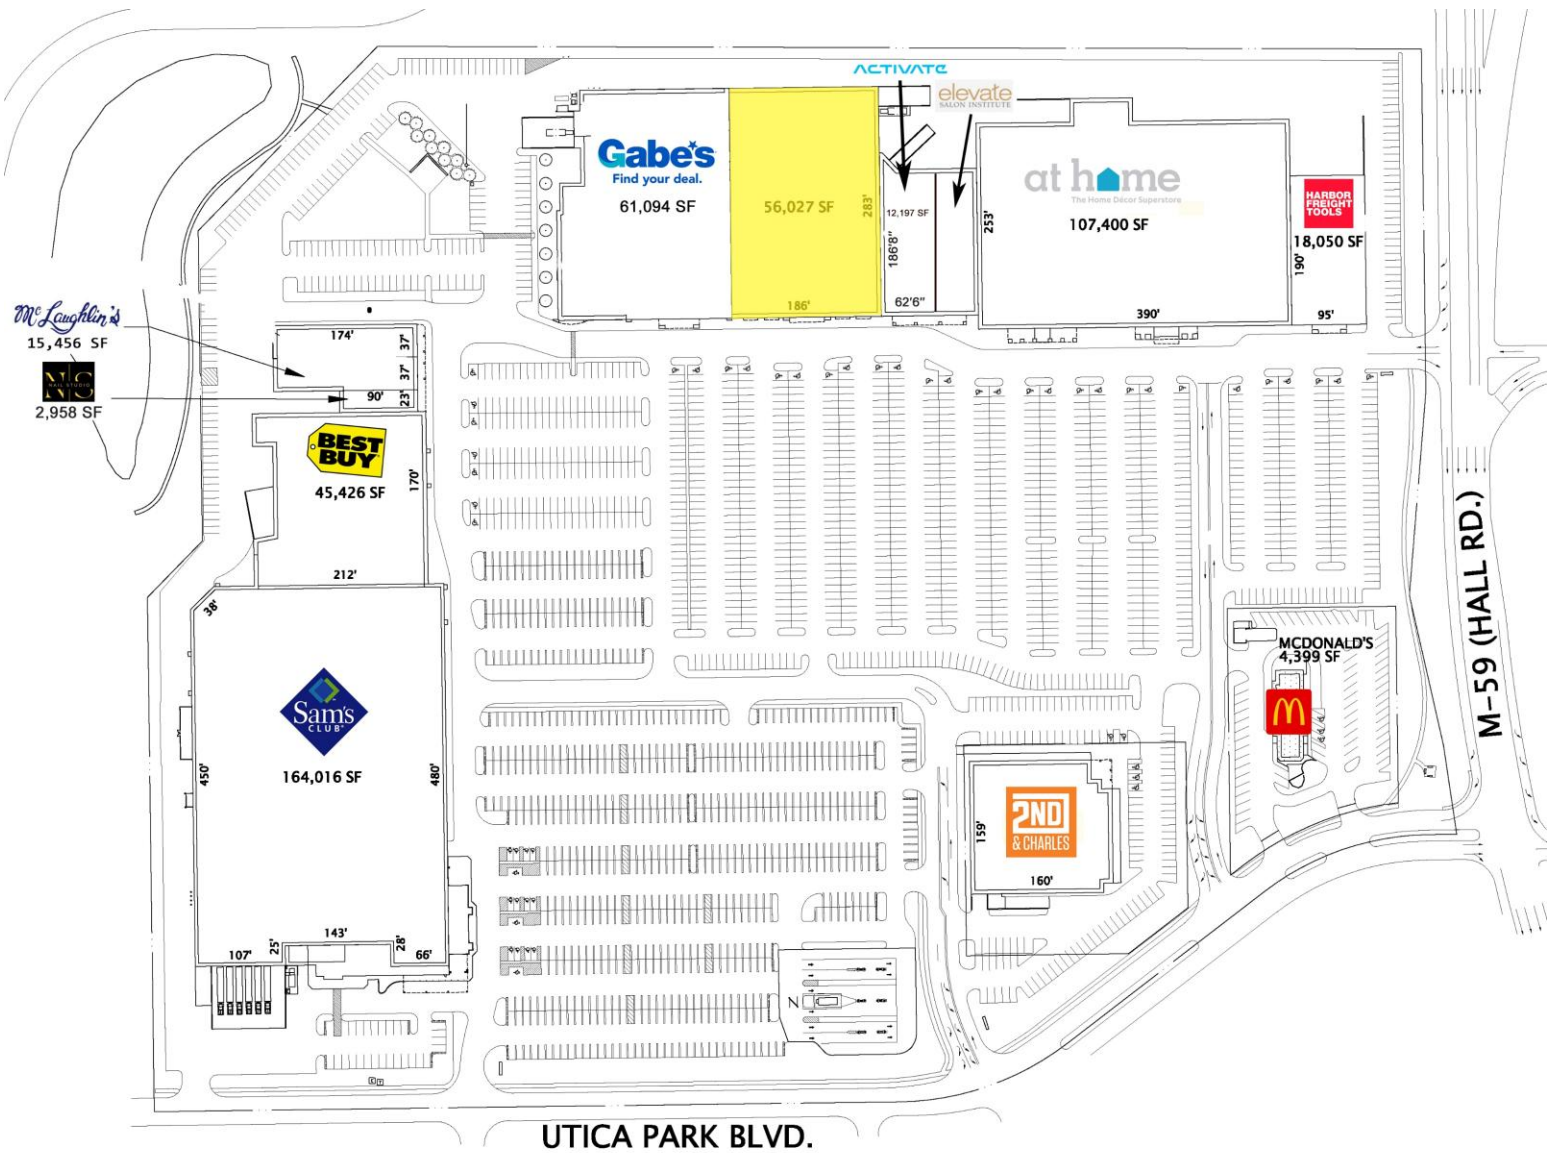 ACTIVATE
elevate
SALON INSTITUTE
Gabe's
Find your deal.
61,094 SF
56,027 SF
283'
186'
12,197 SF
186'8"
62'6"
253'
at home
The Home Décor Superstore
107,400 SF
390'
HARBOR
FREIGHT
TOOLS
18,050 SF
190'
95'
McLaughlin's
15,456 SF
N|S
NAIL STUDIO
2,958 SF
174'
37'
37'
90'
23'
BEST
BUY
45,426 SF
170'
212'
38'
Sam's
CLUB
164,016 SF
450'
480'
143'
25'
28'
107'
66'
MCDONALD'S
4,399 SF
M
2ND
& CHARLES
159'
160'
M-59 (HALL RD.)
UTICA PARK BLVD.